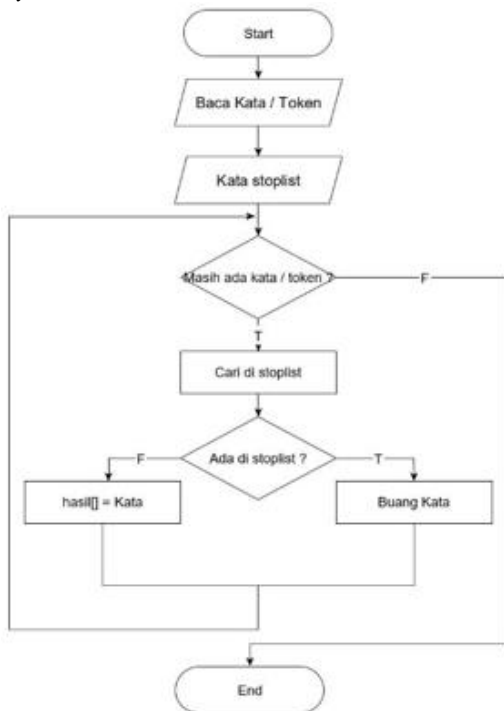 Start
Baca Kata / Token
Kata stoplist
Masih ada kata / token ?
F
T
Cari di stoplist
Ada di stoplist ?
F
T
hasil[] = Kata
Buang Kata
End